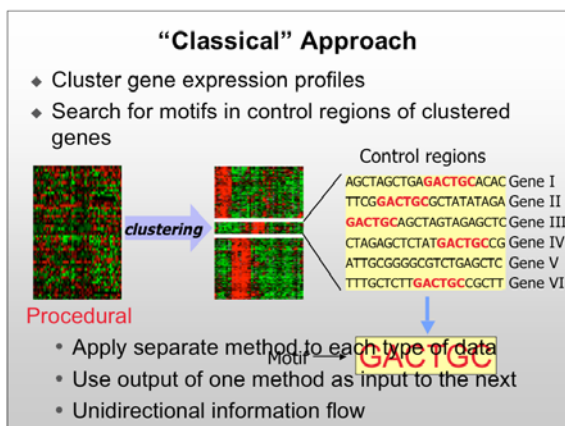 “Classical” Approach
Cluster gene expression profiles
Search for motifs in control regions of clustered
genes
Control regions
AGCTAGCTGAGACTGCACAC Gene I
TTCGGACTGCGCTATATAGA Gene II
GACTGCAGCTAGTAGAGCTC Gene III
CTAGAGCTCTATGACTGCCG Gene IV
ATTGCGGGGCGTCTGAGCTC Gene V
TTTGCTCTTGACTGCCGCTT Gene VI
clustering
Procedural
Motif GACTGC
• Apply separate method to each type of data
• Use output of one method as input to the next
• Unidirectional information flow